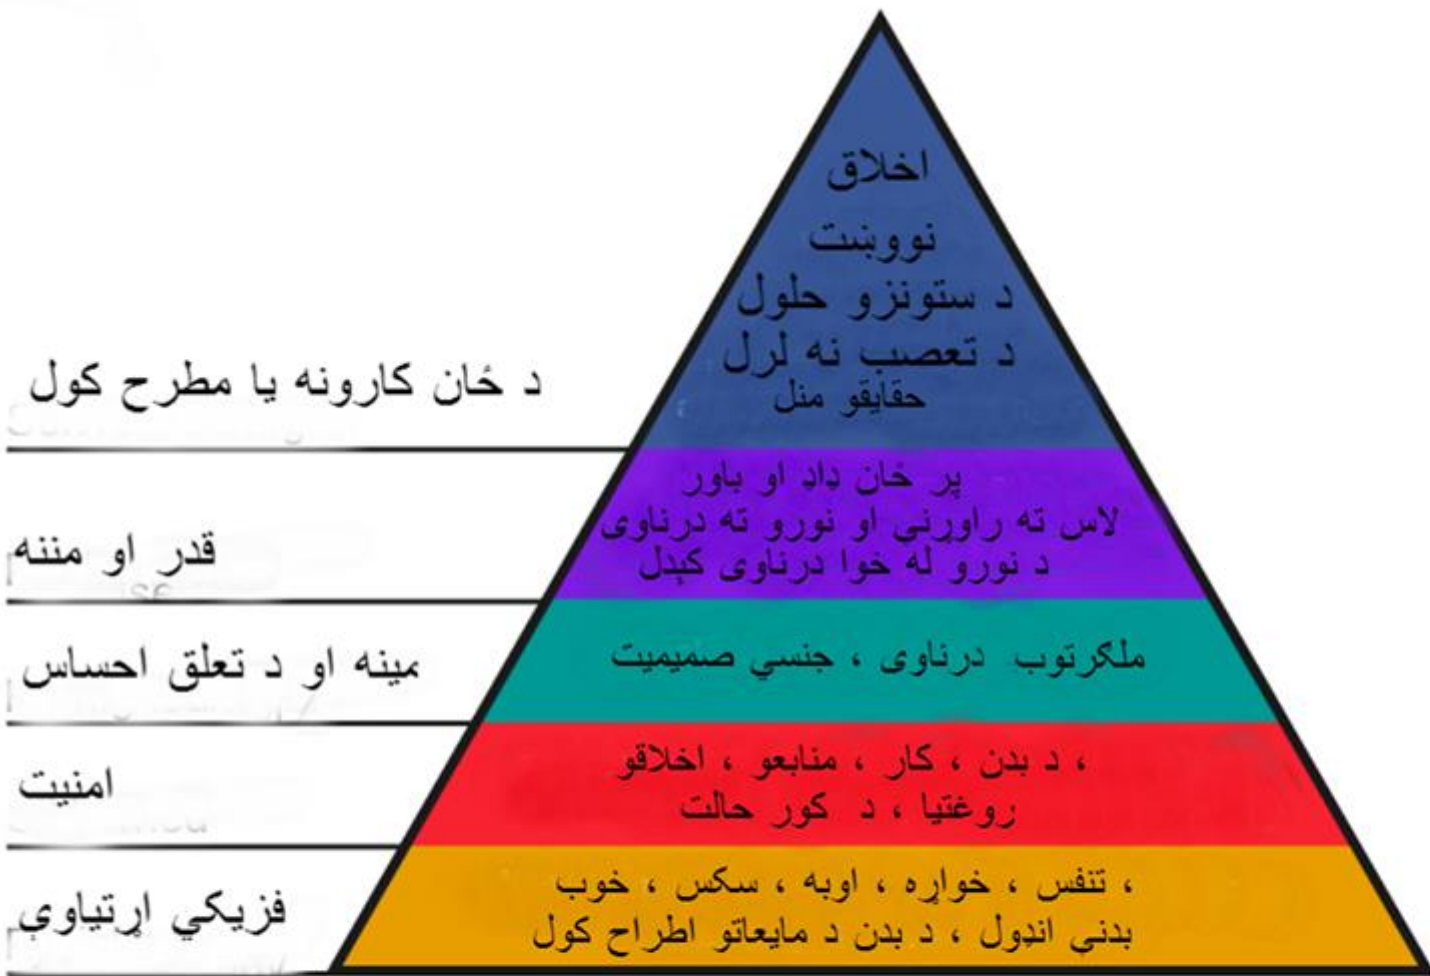 اخلاق
نووښت
د ستونزو حلول
د تعصب نه لرل
حقایقو منل
د ځان کارونه یا مطرح کول
پر ځان ډاډ او باور
لاس ته راوړنې او نورو ته درناوی
د نورو له خوا درناوی کېدل
قدر او مننه
ملګرتوب درناوی ، جنسي صمیمیت
مینه او د تعلق احساس
، د بدن ، کار ، منابعو ، اخلاقو
روغتیا ، د کور حالت
امنیت
، تنفس ، خواړه ، اوبه ، سکس ، خوب
بدني انډول ، د بدن د مایعاتو اطراح کول
فزیکي اړتیاوې